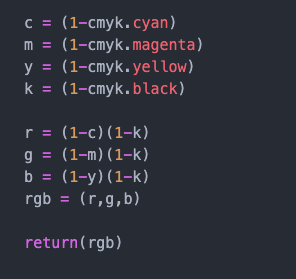 c = (1-cmyk.cyan)
m = (1-cmyk.magenta)
y = (1-cmyk.yellow)
k = (1-cmyk.black)

r = (1-c)(1-k)
g = (1-m)(1-k)
b = (1-y)(1-k)
rgb = (r,g,b)

return(rgb)